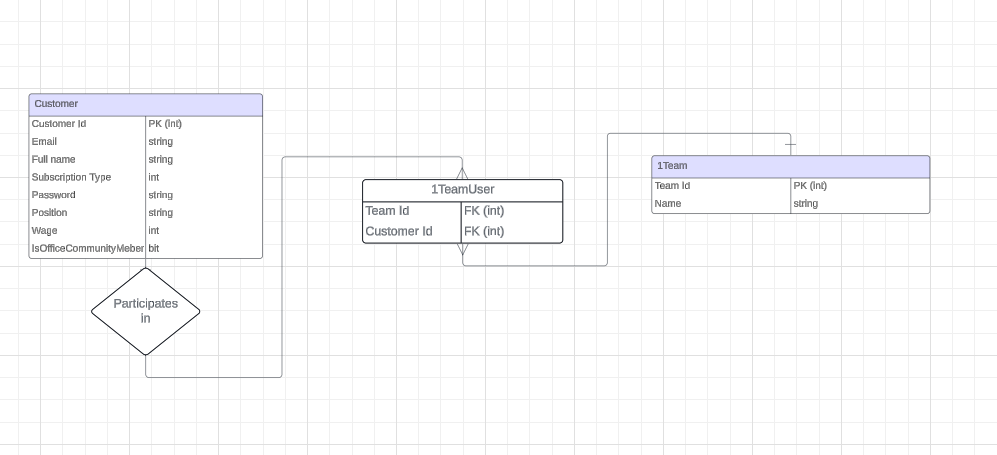 Customer
Customer Id PK (int)
Email string
Full name string
Subscription Type int
Password string
Position string
Wage int
IsOfficeCommunityMeber bit
Participates
in
1TeamUser
Team Id FK (int)
Customer Id FK (int)
1Team
Team Id PK (int)
Name string